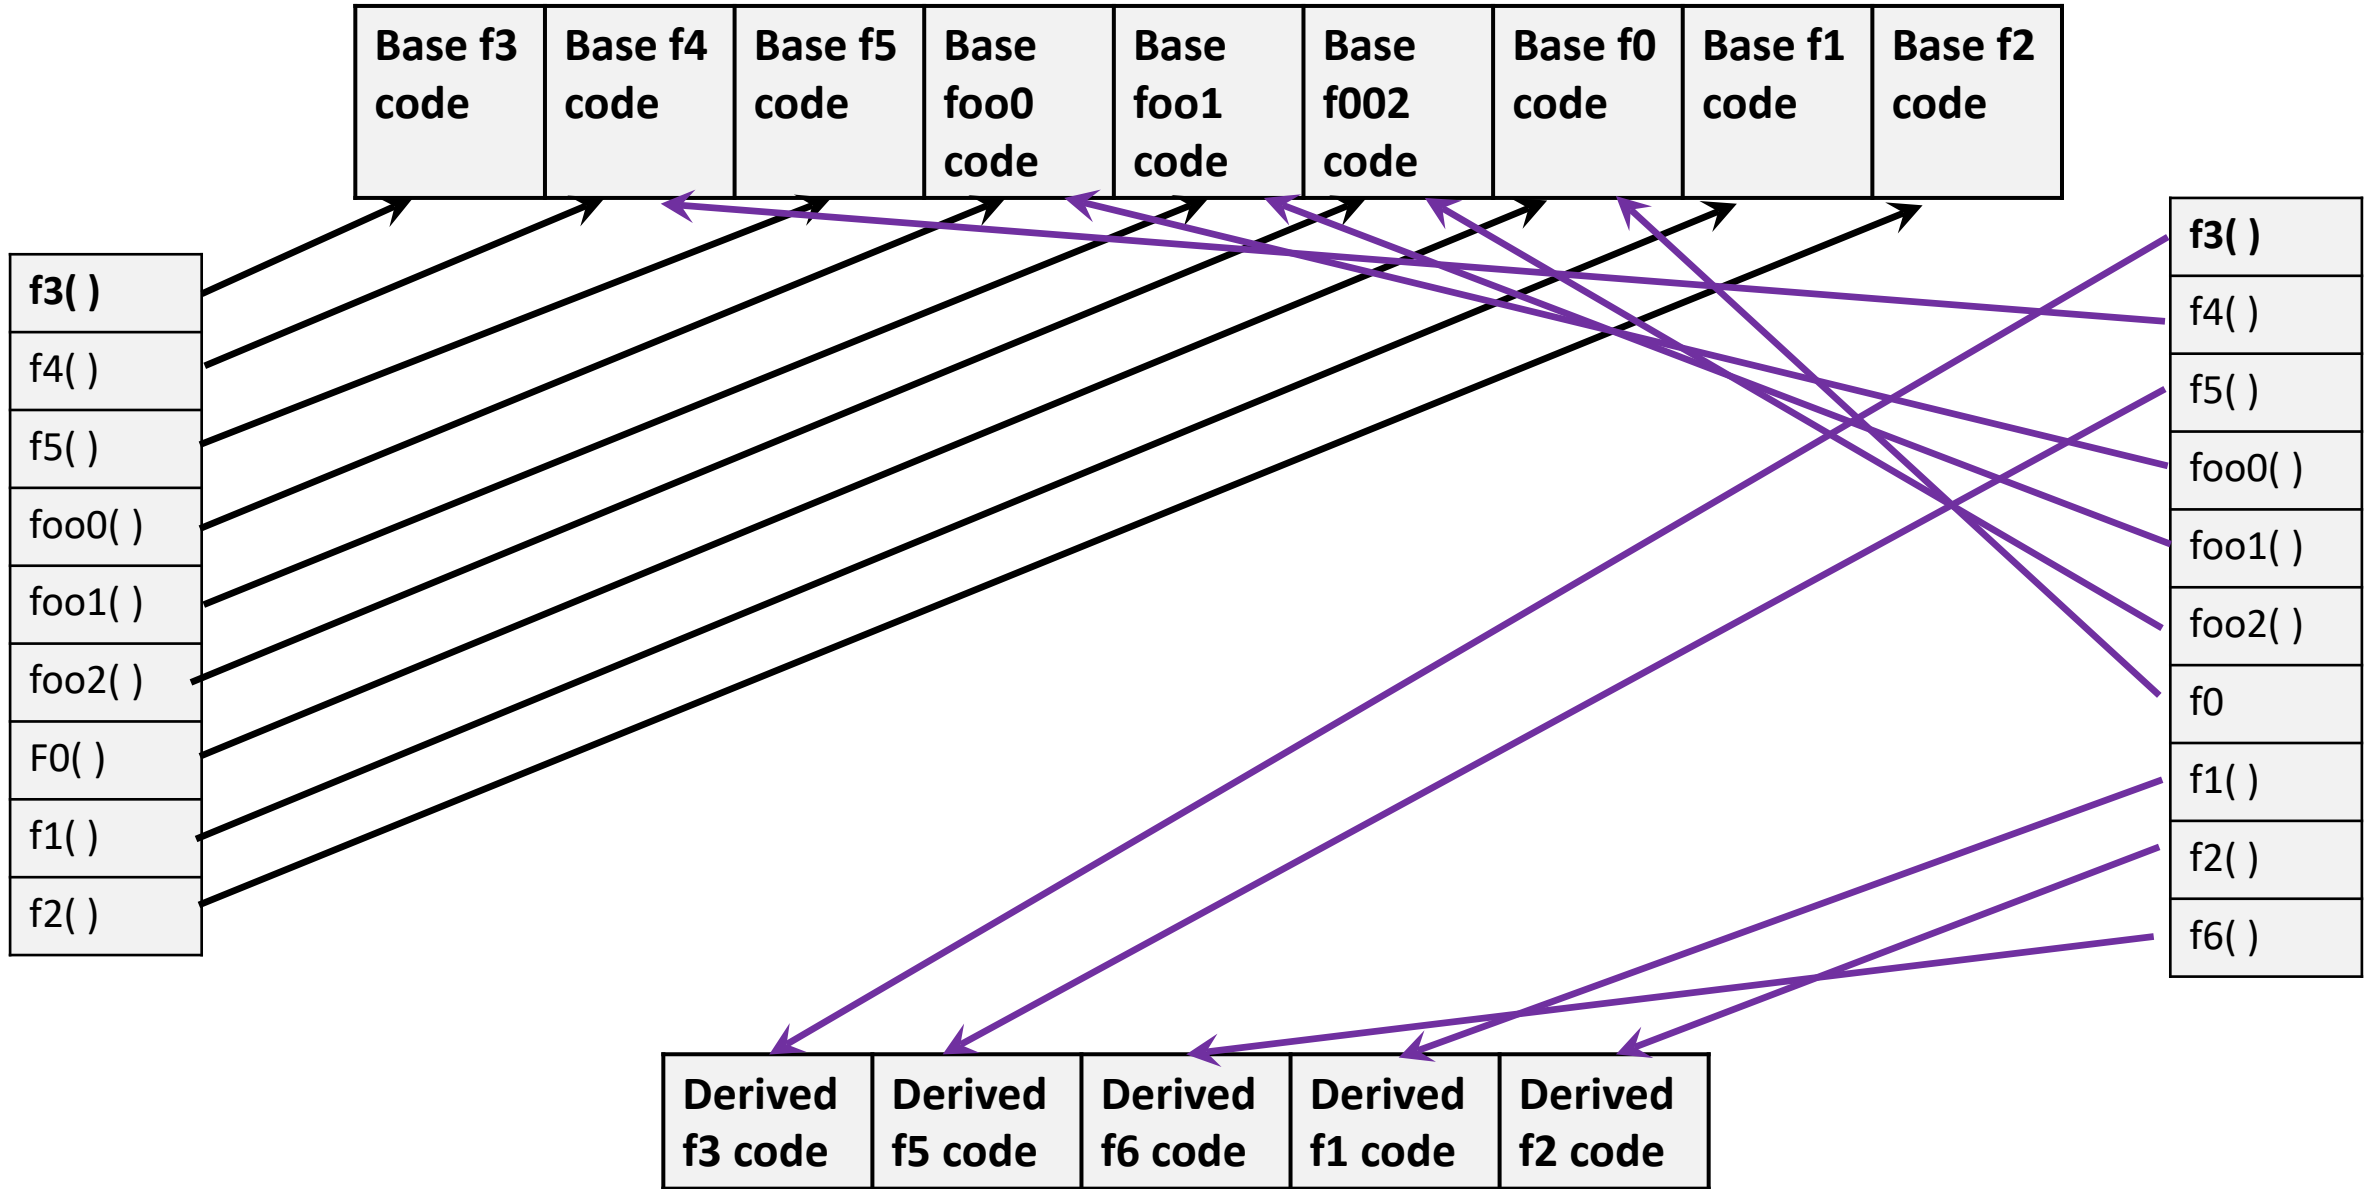 Base f3
code
Base f4
code
Base f5
code
Base
foo0
code
Base
foo1
code
Base
f002
code
Base f0
code
Base f1
code
Base f2
code
f3( )
f4( )
f5( )
foo0( )
foo1( )
foo2( )
F0( )
f1( )
f2( )
f3( )
f4( )
f5( )
foo0( )
foo1( )
foo2( )
f0
f1( )
f2( )
f6( )
Derived
f3 code
Derived
f5 code
Derived
f6 code
Derived
f1 code
Derived
f2 code